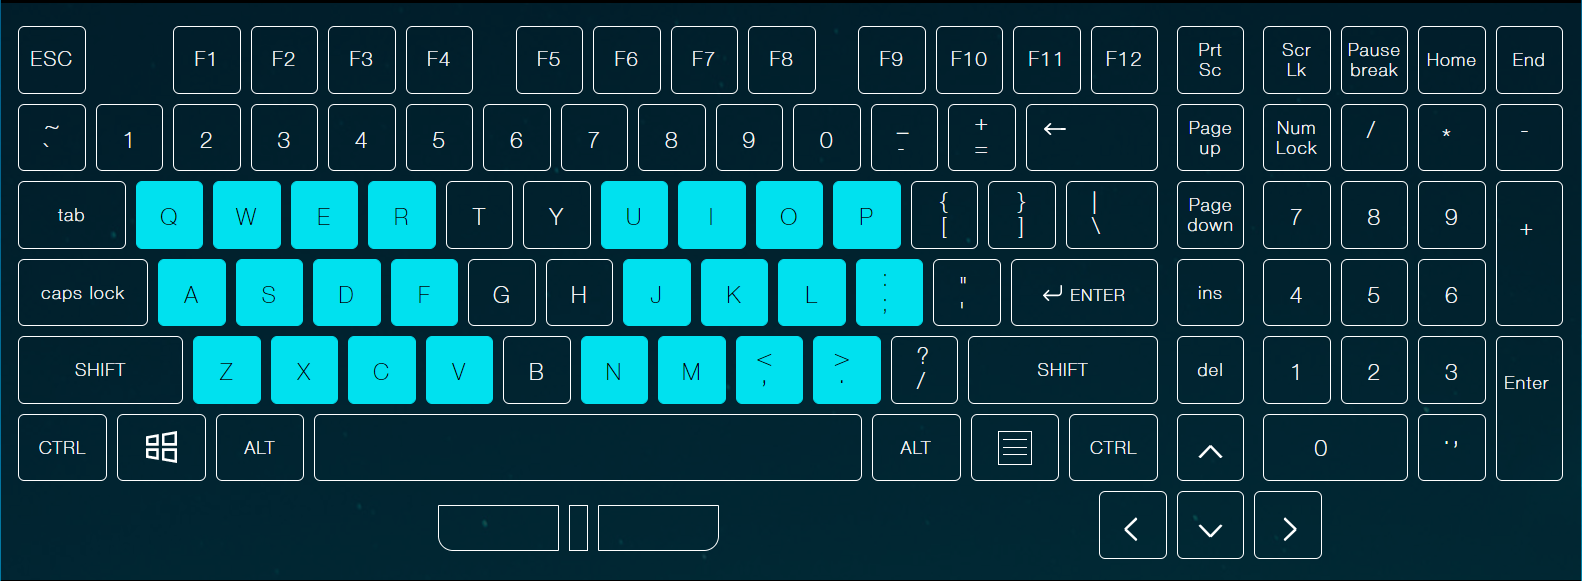 ESC F1 F2 F3 F4 F5 F6 F7 F8 F9 F10 F11 F12 Prt Sc Scr Lk Pause break Home End
~ ` 1 2 3 4 5 6 7 8 9 0 _ - + = ← Page up Num Lock / * -
tab Q W E R T Y U I O P { [ } ] | \ Page down 7 8 9 +
caps lock A S D F G H J K L : ; " ' ↵ ENTER ins 4 5 6
SHIFT Z X C V B N M < , > . ? / SHIFT del 1 2 3 Enter
CTRL ALT ALT CTRL 0 . ,